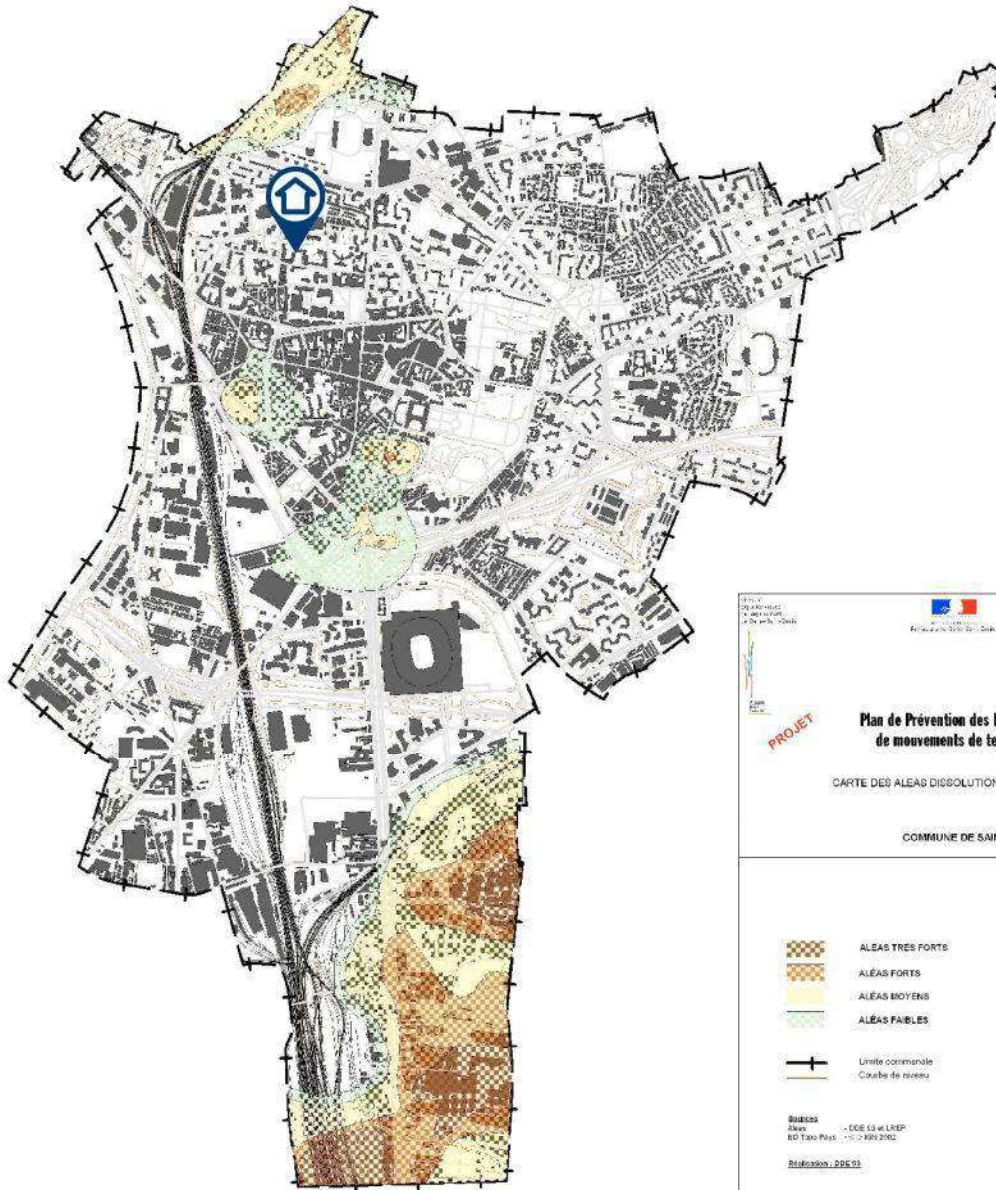 PROJET
Plan de Prévention des
de mouvements de te
CARTE DES ALEAS DISSOLUTION
COMMUNE DE SAIN
ALEAS TRES FORTS
ALÉAS FORTS
ALÉAS MOYENS
ALÉAS FAIBLES
Limite communale
Courbe de niveau
Sources
Aleas - DDE 93 et LREP
BD Topo Pays
Réalisation : DDE 93